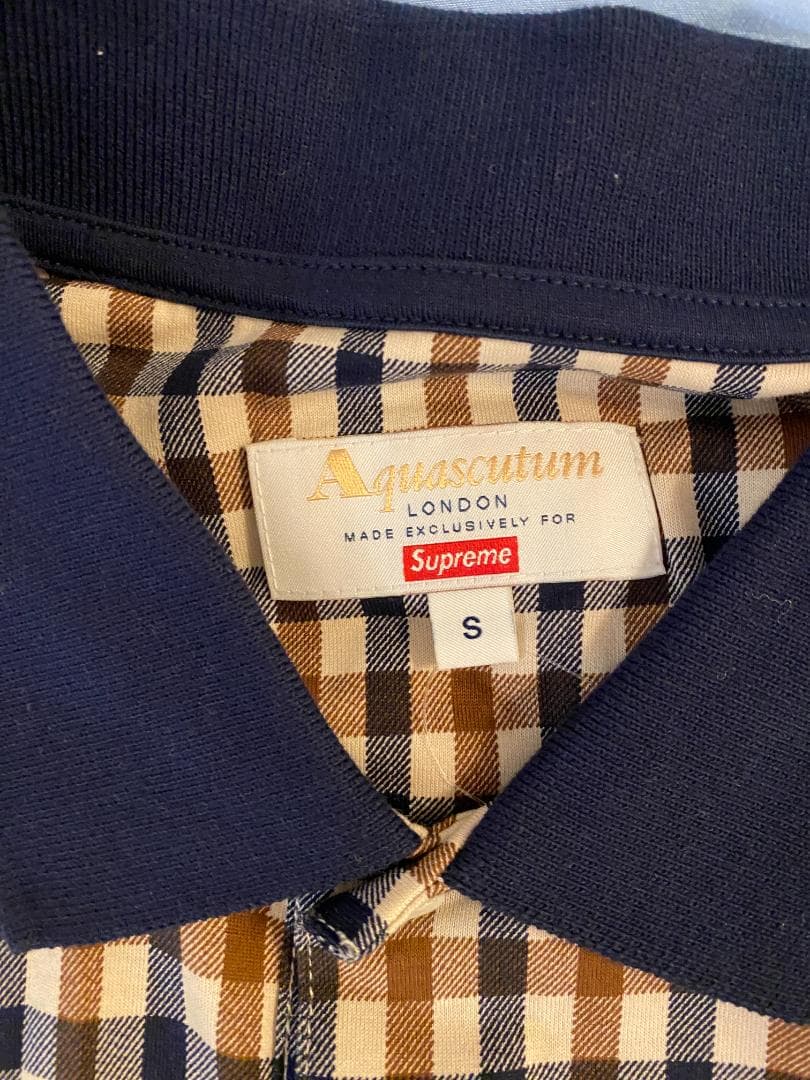 Aquascutum
LONDON
MADE EXCLUSIVELY FOR
Supreme
S